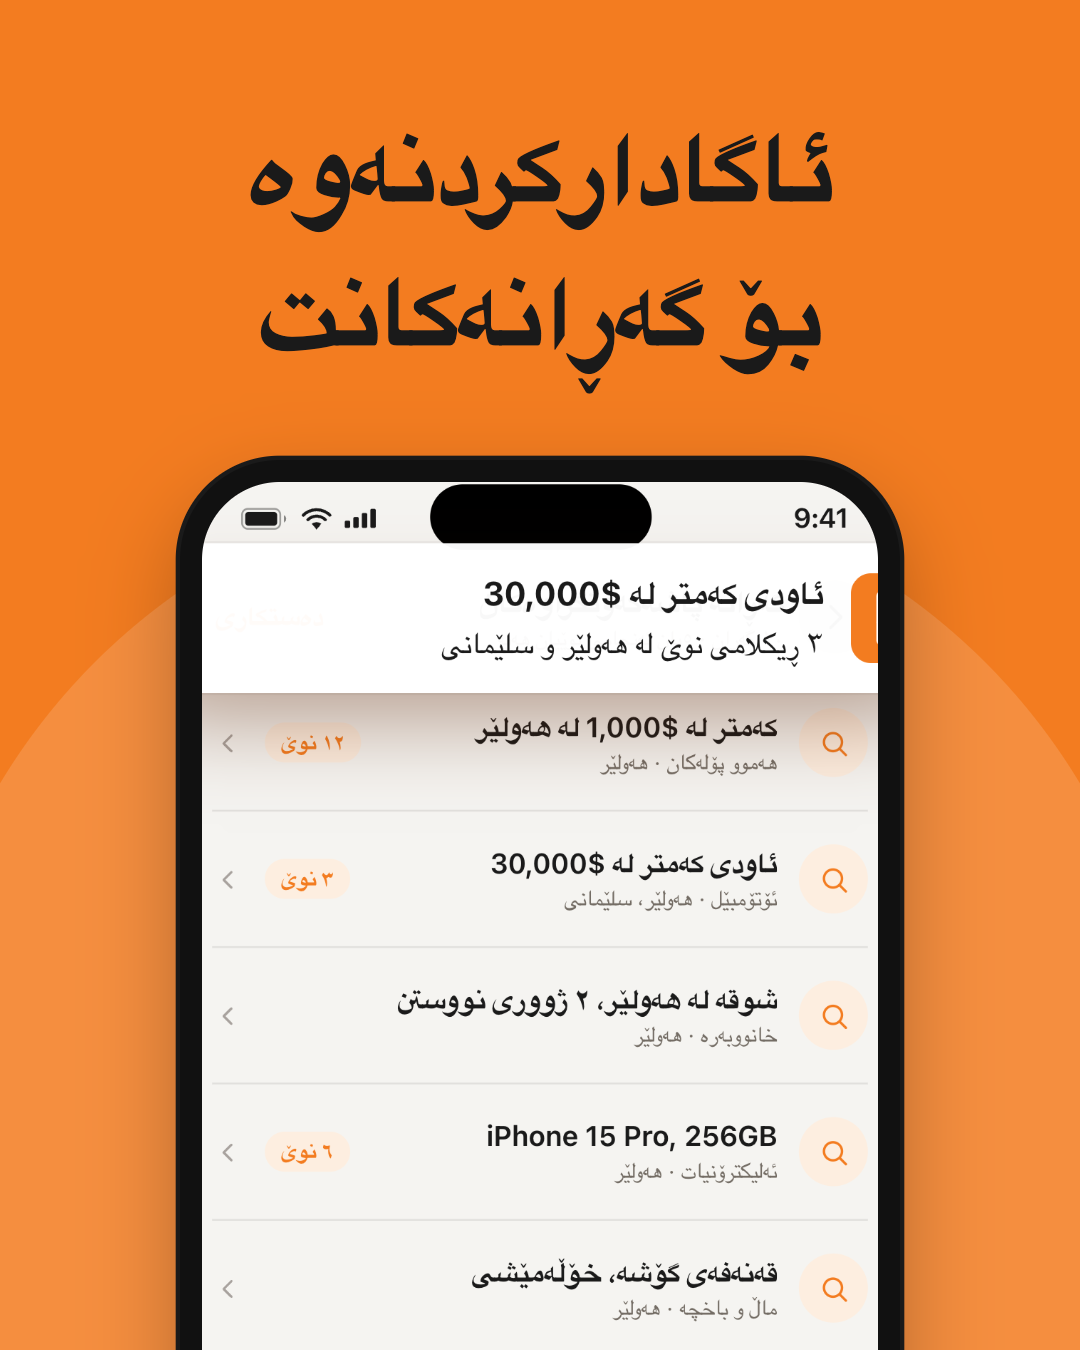 ئاگادارکردنەوە
بۆ گەڕانەکانت
9:41
ئاودی کەمتر لە $30,000
٣ ڕیکلامی نوێ لە هەولێر و سلێمانی
کەمتر لە $1,000 لە هەولێر
١٢ نوێ
هەموو پۆلەکان · هەولێر
ئاودی کەمتر لە $30,000
٣ نوێ
ئۆتۆمبێل · هەولێر، سلێمانی
شوقە لە هەولێر، ٢ ژووری نووستن
خانووبەرە · هەولێر
iPhone 15 Pro, 256GB
٦ نوێ
ئەلیکترۆنیات · هەولێر
قەنەفەی گۆشە، خۆڵەمێشی
ماڵ و باخچە · هەولێر